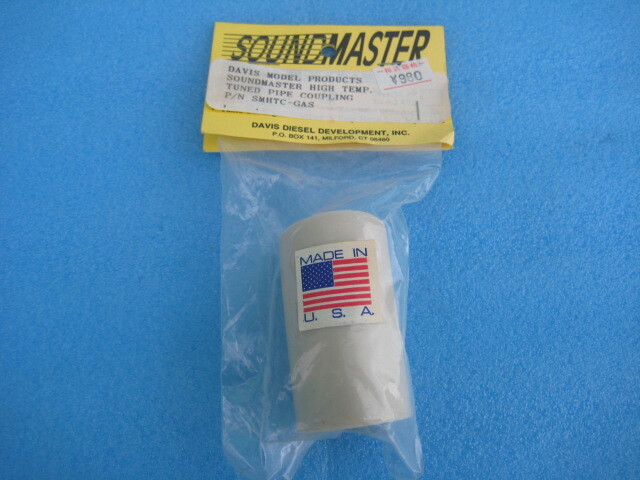 SOUNDMASTER
DAVIS MODEL PRODUCTS
SOUNDMASTER HIGH TEMP.
TUNED PIPE COUPLING
P/N SMHTC-GAS
¥980
DAVIS DIESEL DEVELOPMENT, INC.
P.O. BOX 141, MILFORD, CT 06460
MADE IN
U. S. A.